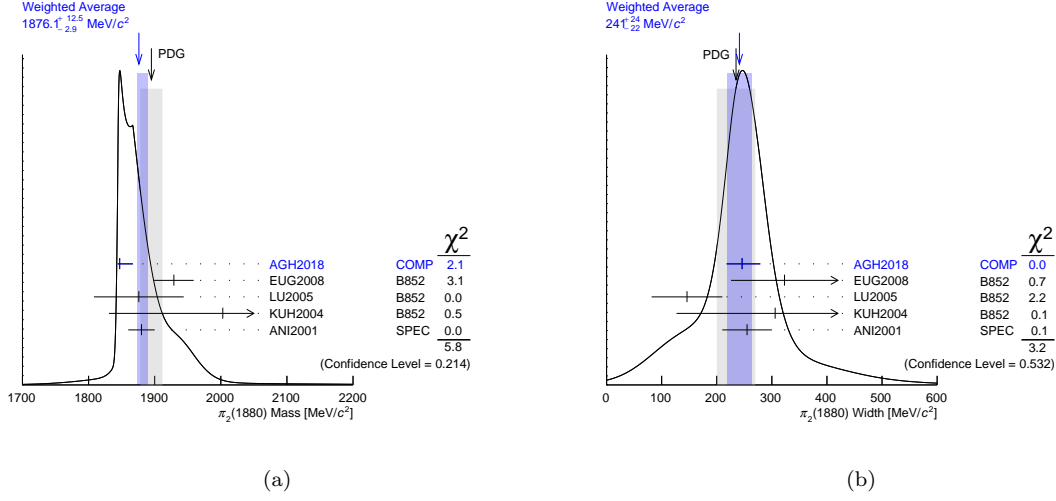 Weighted Average
1876.1 +12.5 −2.9 MeV/c²
PDG
χ²
AGH2018 COMP 2.1
EUG2008 B852 3.1
LU2005 B852 0.0
KUH2004 B852 0.5
ANI2001 SPEC 0.0
5.8
(Confidence Level = 0.214)
1700 1800 1900 2000 2100 2200
π₂(1880) Mass [MeV/c²]
(a)
Weighted Average
241 +24 −22 MeV/c²
PDG
χ²
AGH2018 COMP 0.0
EUG2008 B852 0.7
LU2005 B852 2.2
KUH2004 B852 0.1
ANI2001 SPEC 0.1
3.2
(Confidence Level = 0.532)
0 100 200 300 400 500 600
π₂(1880) Width [MeV/c²]
(b)